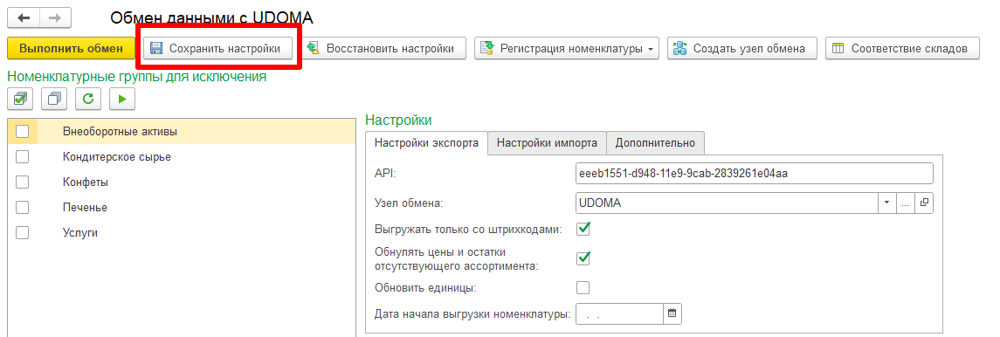 Обмен данными с UDOMA
Выполнить обмен
Сохранить настройки
Восстановить настройки
Регистрация номенклатуры
Создать узел обмена
Соответствие складов
Номенклатурные группы для исключения
Внеоборотные активы
Кондитерское сырье
Конфеты
Печенье
Услуги
Настройки
Настройки экспорта
Настройки импорта
Дополнительно
API:
eeeb1551-d948-11e9-9cab-2839261e04aa
Узел обмена:
UDOMA
...
Выгружать только со штрихкодами:
Обнулять цены и остатки
отсутствующего ассортимента:
Обновить единицы:
Дата начала выгрузки номенклатуры:
. .